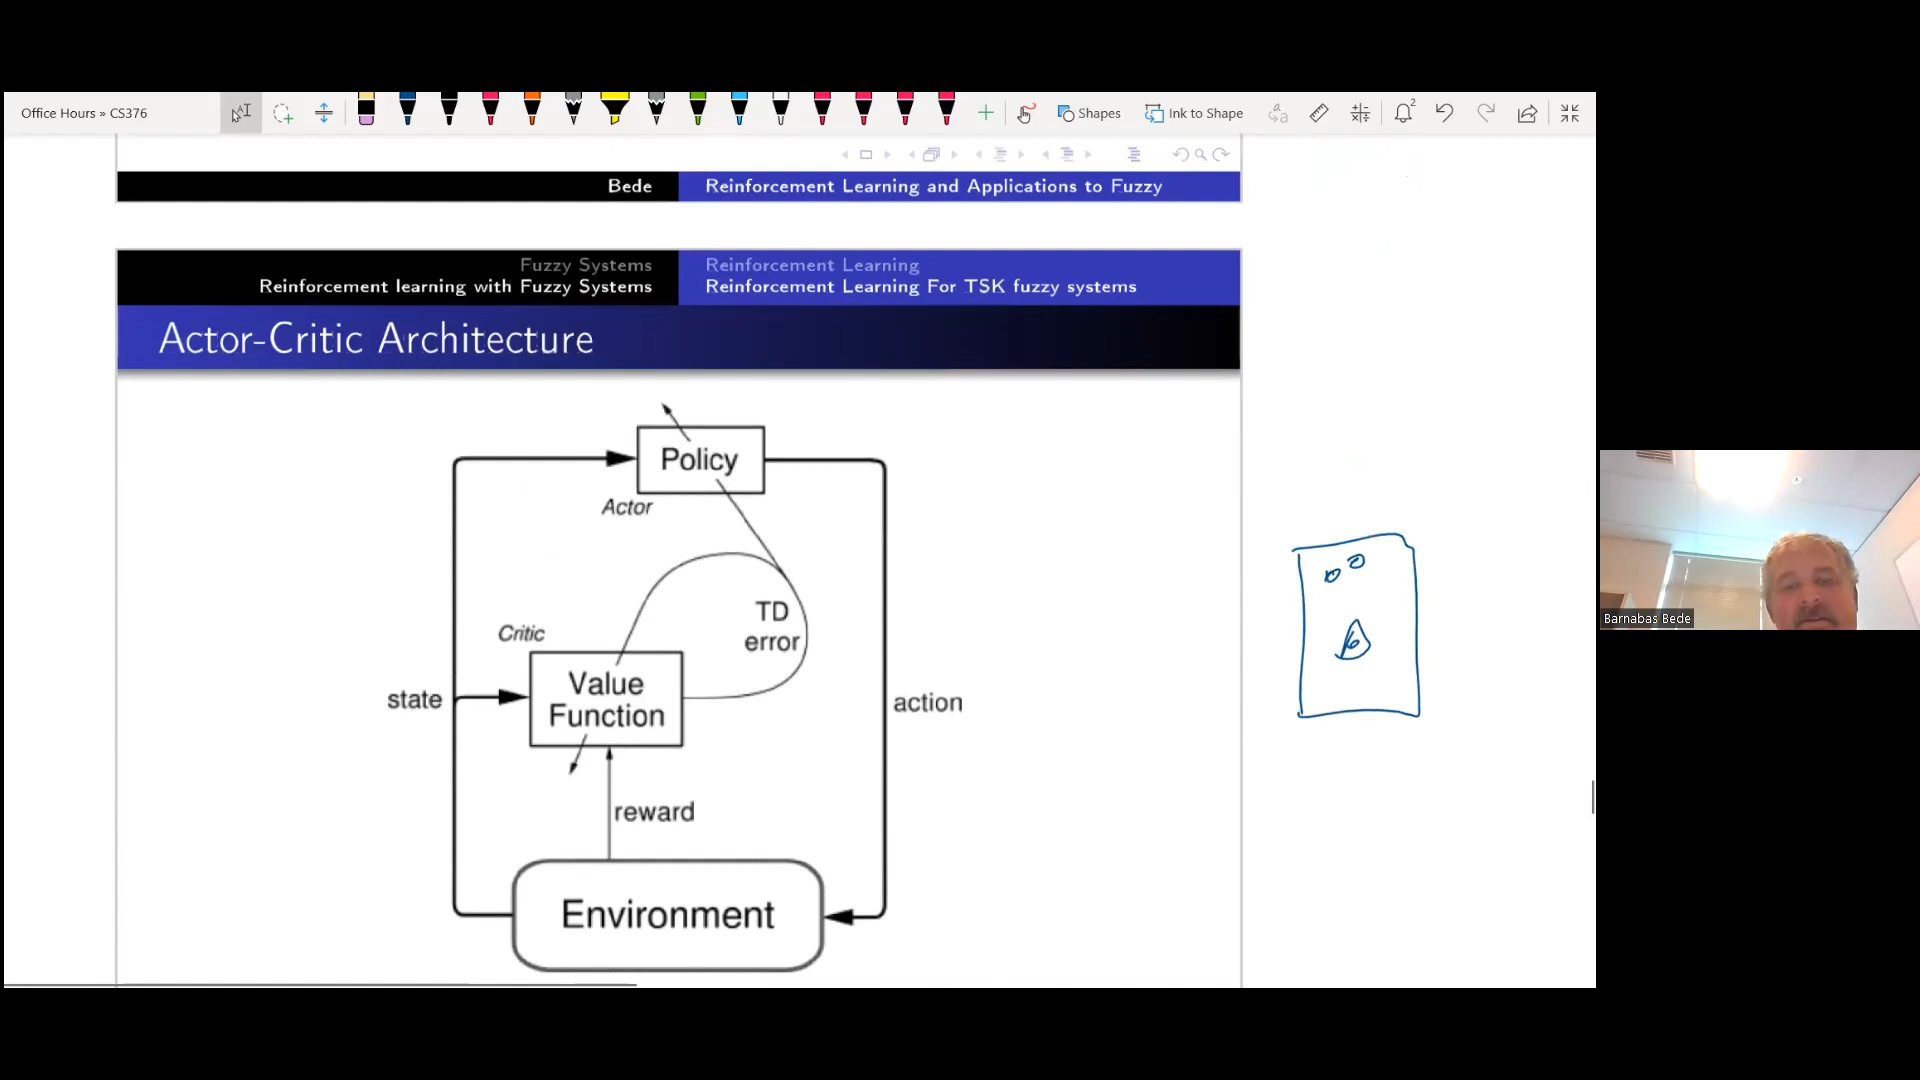 Office Hours » CS376
Shapes
Ink to Shape
2
Bede
Reinforcement Learning and Applications to Fuzzy
Fuzzy Systems
Reinforcement learning with Fuzzy Systems
Reinforcement Learning
Reinforcement Learning For TSK fuzzy systems
Actor-Critic Architecture
Policy
Actor
TD
error
Critic
Value
Function
state
action
reward
Environment
Barnabas Bede